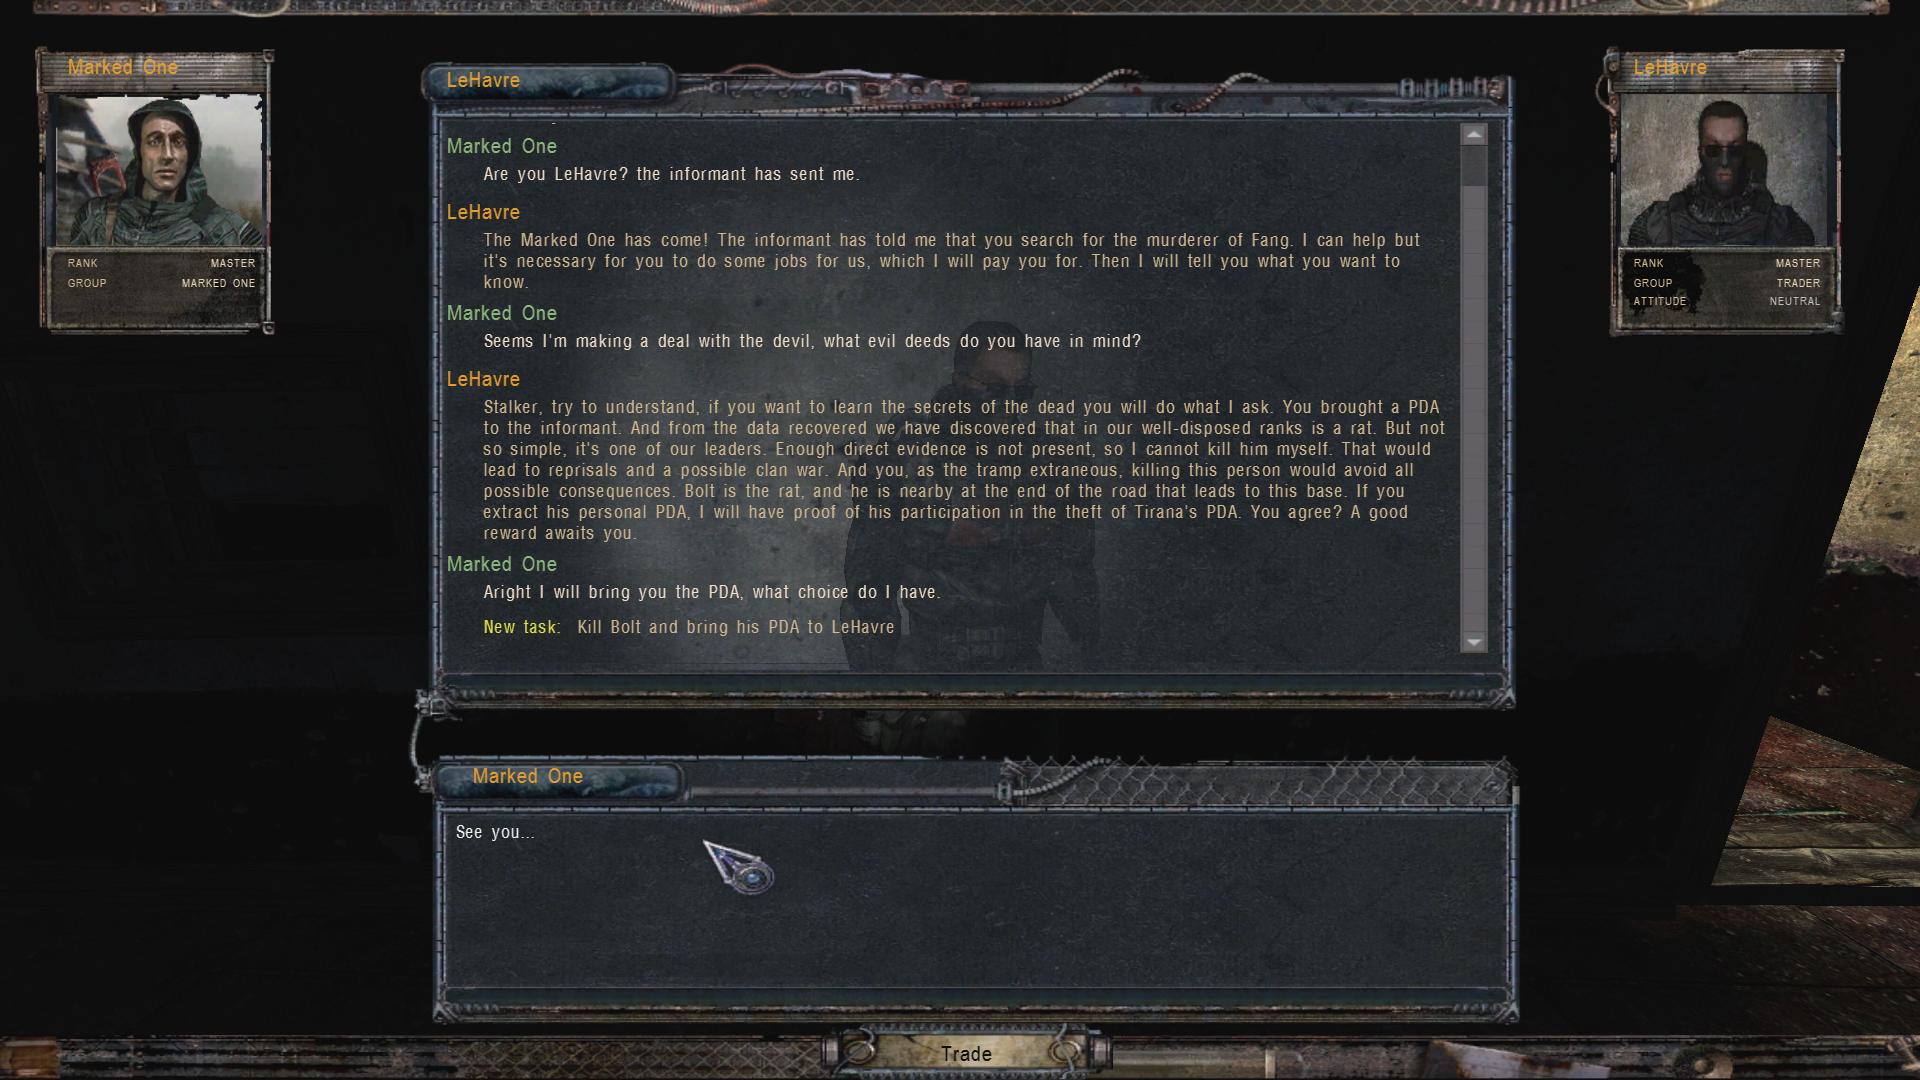 Marked One
RANK MASTER
GROUP MARKED ONE
LeHavre
Marked One
Are you LeHavre? the informant has sent me.
LeHavre
The Marked One has come! The informant has told me that you search for the murderer of Fang. I can help but
it's necessary for you to do some jobs for us, which I will pay you for. Then I will tell you what you want to
know.
Marked One
Seems I'm making a deal with the devil, what evil deeds do you have in mind?
LeHavre
Stalker, try to understand, if you want to learn the secrets of the dead you will do what I ask. You brought a PDA
to the informant. And from the data recovered we have discovered that in our well-disposed ranks is a rat. But not
so simple, it's one of our leaders. Enough direct evidence is not present, so I cannot kill him myself. That would
lead to reprisals and a possible clan war. And you, as the tramp extraneous, killing this person would avoid all
possible consequences. Bolt is the rat, and he is nearby at the end of the road that leads to this base. If you
extract his personal PDA, I will have proof of his participation in the theft of Tirana's PDA. You agree? A good
reward awaits you.
Marked One
Aright I will bring you the PDA, what choice do I have.
New task: Kill Bolt and bring his PDA to LeHavre
LeHavre
RANK MASTER
GROUP TRADER
ATTITUDE NEUTRAL
Marked One
See you...
Trade